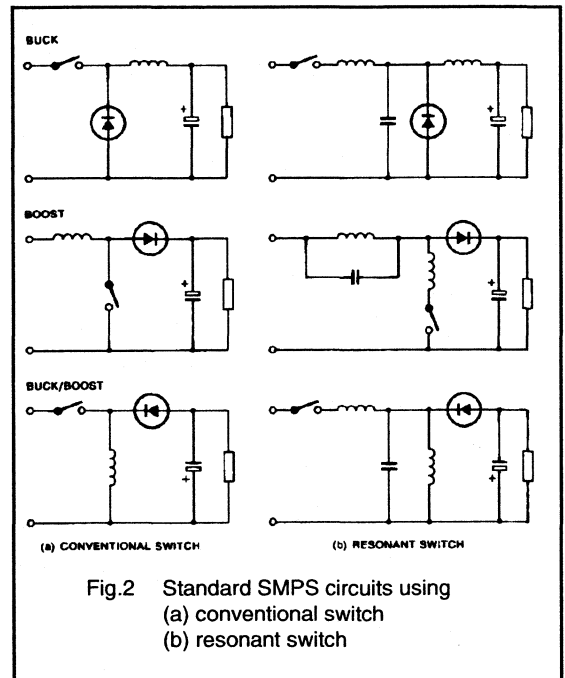 BUCK
+
+
BOOST
+
+
BUCK/BOOST
+
+
(a) CONVENTIONAL SWITCH
(b) RESONANT SWITCH
Fig.2 Standard SMPS circuits using
(a) conventional switch
(b) resonant switch